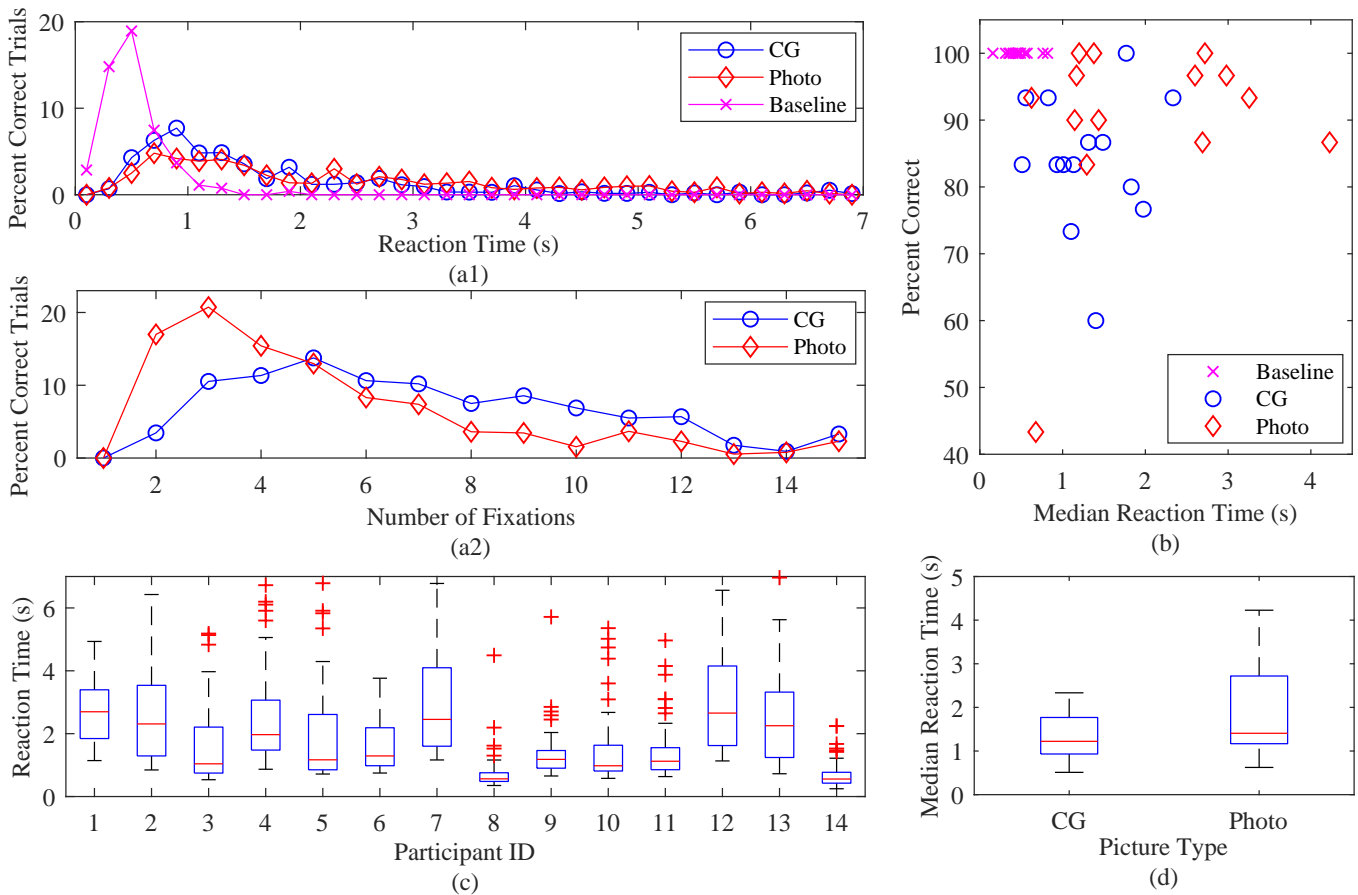 Percent Correct Trials
20
10
0
CG
Photo
Baseline
0 1 2 3 4 5 6 7
Reaction Time (s)
(a1)
Percent Correct Trials
20
10
0
CG
Photo
2 4 6 8 10 12 14
Number of Fixations
(a2)
Percent Correct
100
90
80
70
60
50
40
Baseline
CG
Photo
0 1 2 3 4
Median Reaction Time (s)
(b)
Reaction Time (s)
6
4
2
0
1 2 3 4 5 6 7 8 9 10 11 12 13 14
Participant ID
(c)
Median Reaction Time (s)
5
4
3
2
1
0
CG Photo
Picture Type
(d)